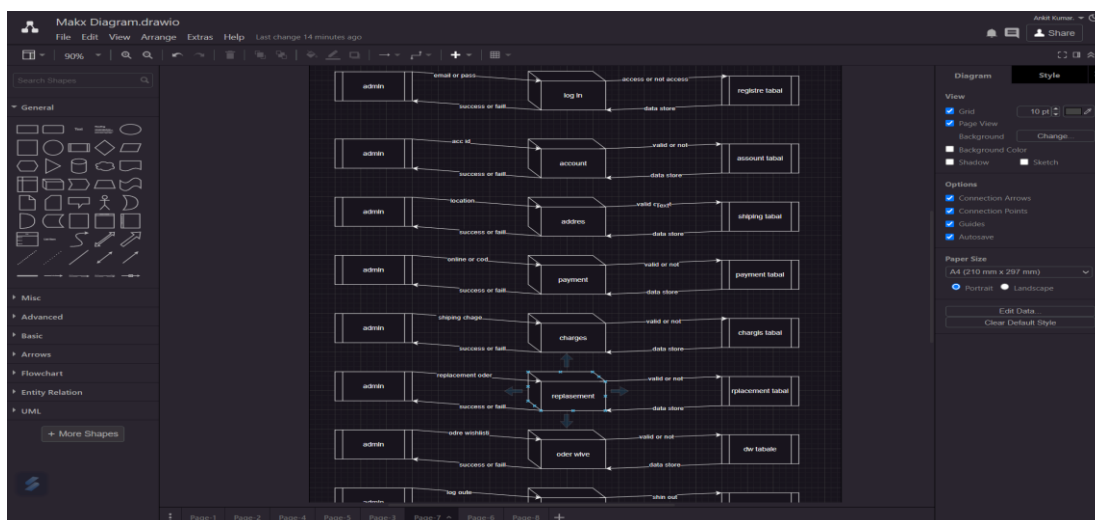 Makx Diagram.drawio
Ankit Kumar.
File Edit View Arrange Extras Help Last change 14 minutes ago
Share
90%
Search Shapes
General
Text
Misc
Advanced
Basic
Arrows
Flowchart
Entity Relation
UML
+ More Shapes
admin email or pass log in access or not access registre tabal
success or faill data store
admin acc id account valid or not assount tabal
success or faill data store
admin location addres valid Text shiping tabal
success or faill data store
admin online or cod payment valid or not payment tabal
success or faill data store
admin shiping chage charges valid or not chargis tabal
success or faill data store
admin replacement oder replasement valid or not rplacement tabal
success or faill data store
admin odre wishlisti oder wive valid or not dw tabale
success or faill data store
admin log oute shin out
Diagram Style
View
Grid 10 pt
Page View
Background Change...
Background Color
Shadow Sketch
Options
Connection Arrows
Connection Points
Guides
Autosave
Paper Size
A4 (210 mm x 297 mm)
Portrait Landscape
Edit Data...
Clear Default Style
Page-1 Page-2 Page-4 Page-5 Page-3 Page-7 Page-6 Page-8